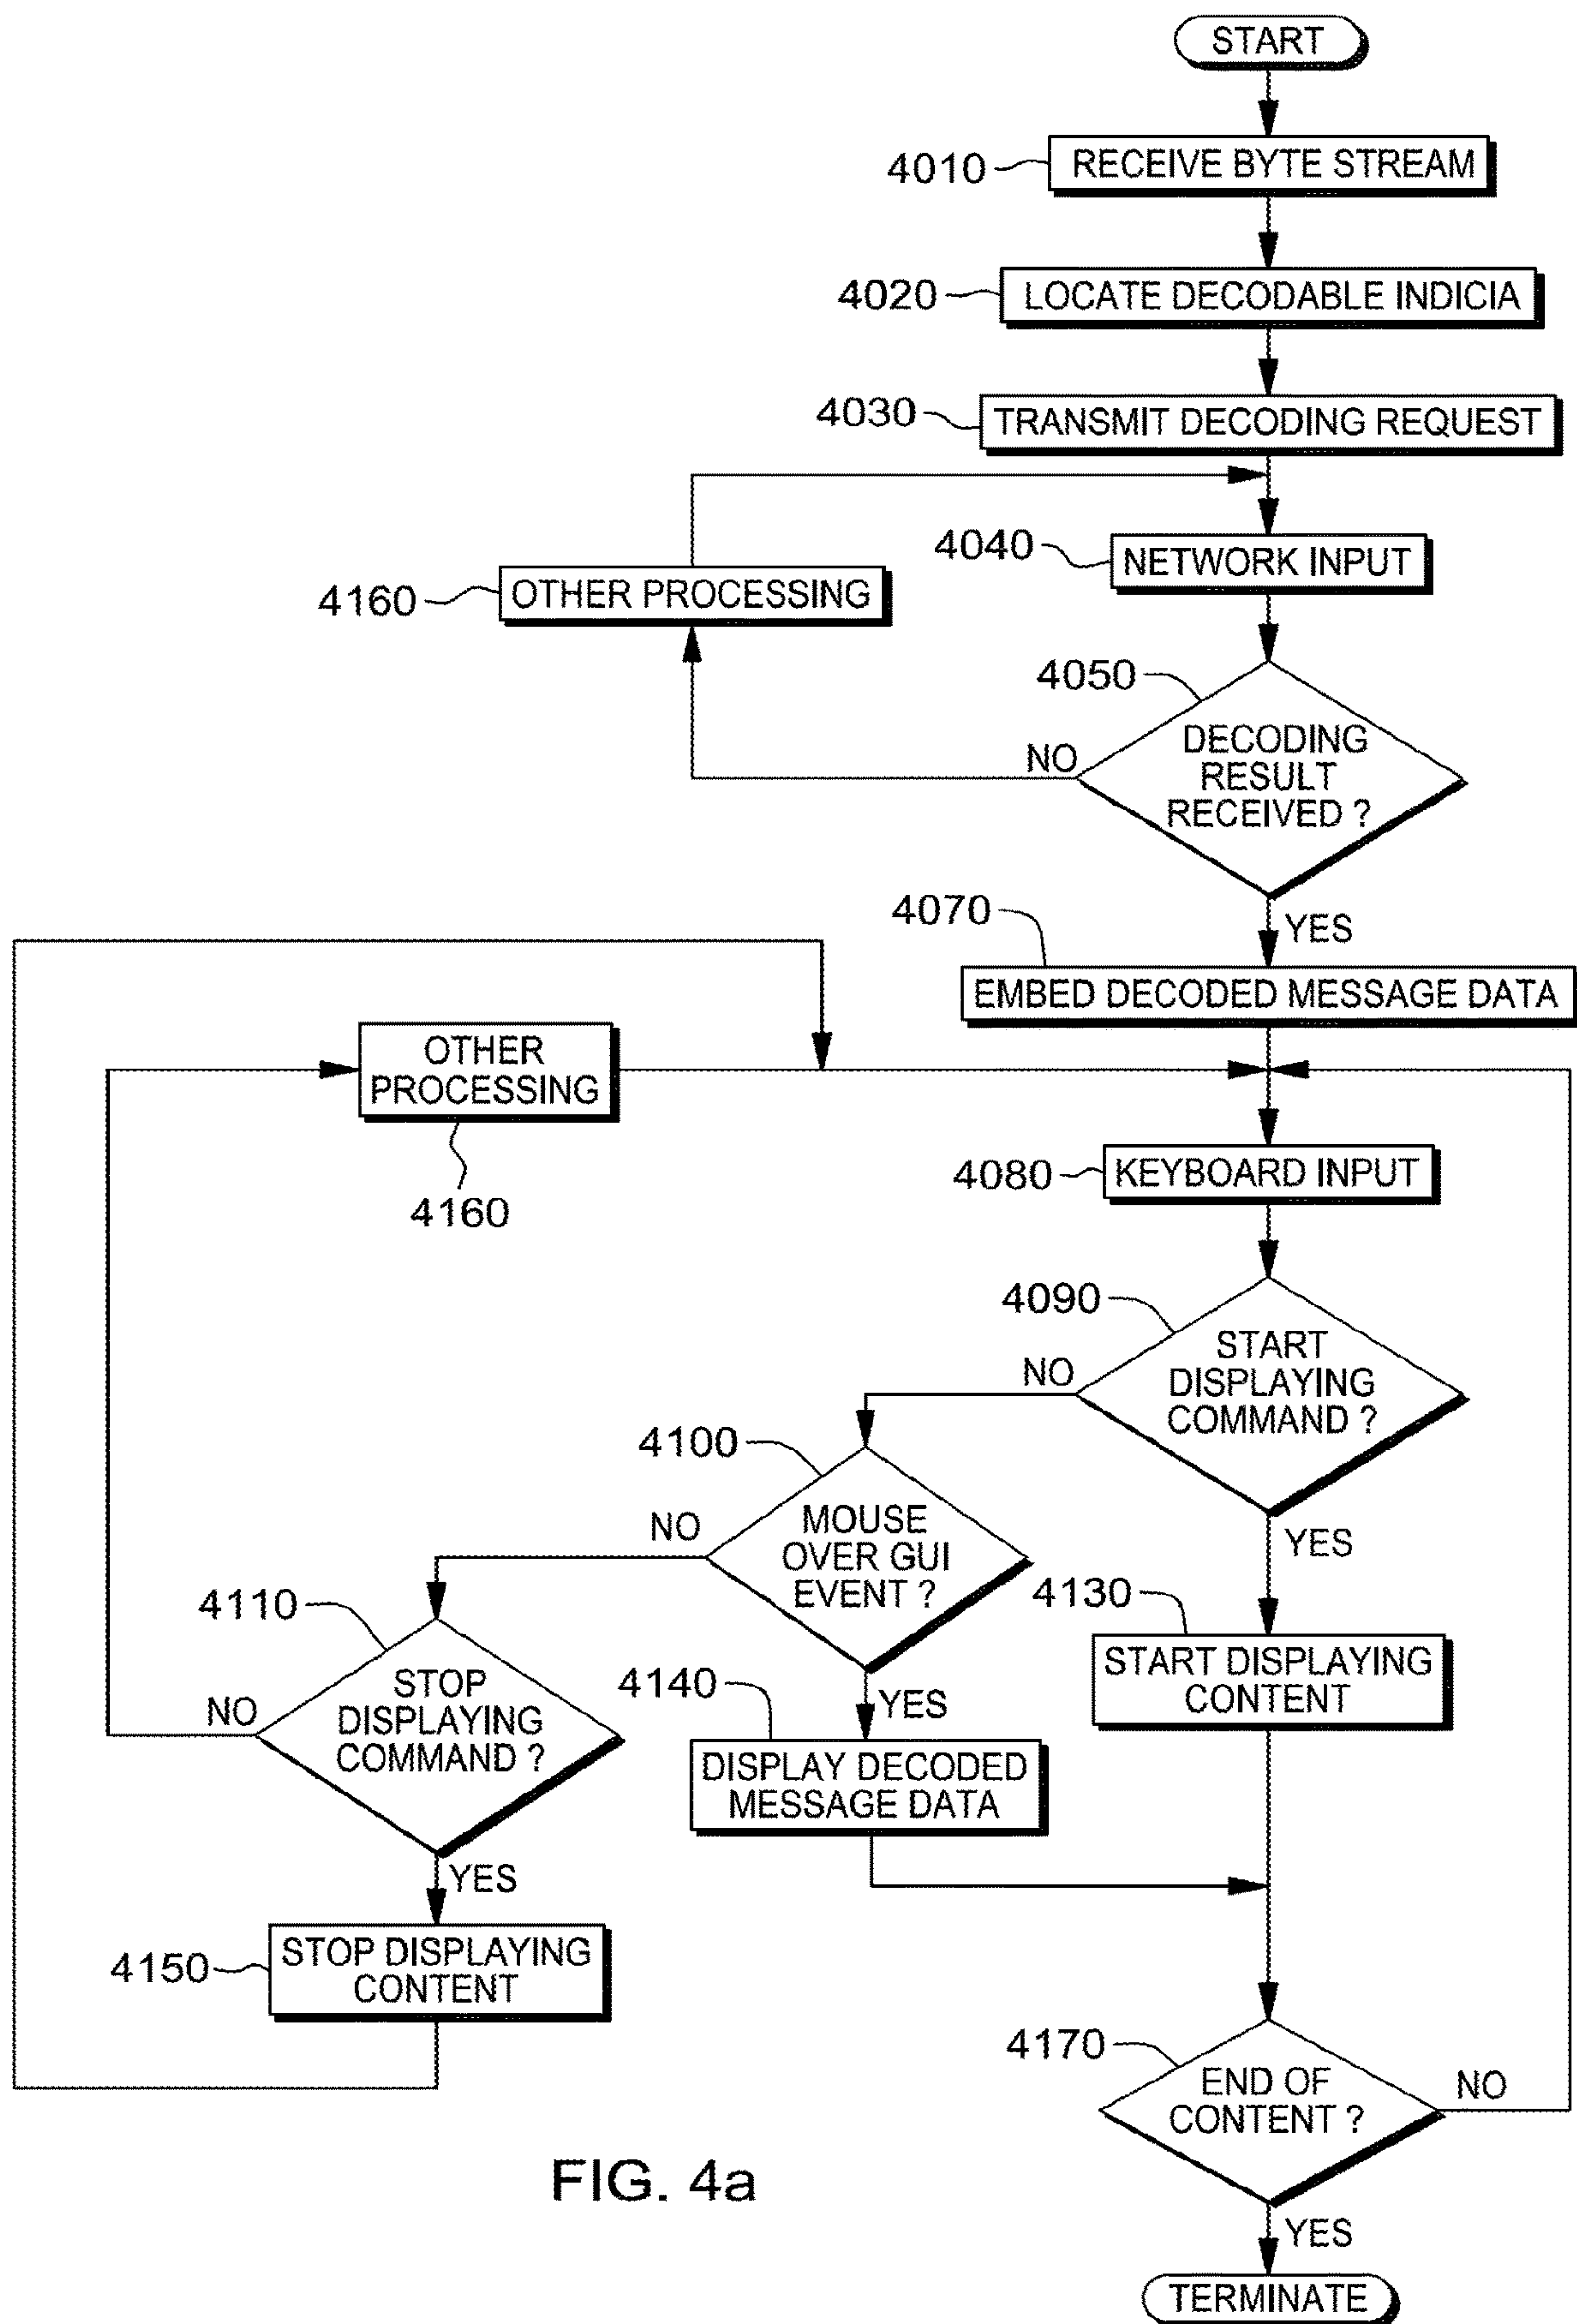 START
4010
RECEIVE BYTE STREAM
4020
LOCATE DECODABLE INDICIA
4030
TRANSMIT DECODING REQUEST
4040
NETWORK INPUT
4160
OTHER PROCESSING
4050
DECODING
RESULT
RECEIVED ?
NO
YES
4070
EMBED DECODED MESSAGE DATA
OTHER
PROCESSING
4160
4080
KEYBOARD INPUT
4090
START
DISPLAYING
COMMAND ?
NO
YES
4100
MOUSE
OVER GUI
EVENT ?
NO
YES
4110
STOP
DISPLAYING
COMMAND ?
NO
YES
4130
START DISPLAYING
CONTENT
4140
DISPLAY DECODED
MESSAGE DATA
4150
STOP DISPLAYING
CONTENT
4170
END OF
CONTENT ?
NO
YES
TERMINATE
FIG. 4a